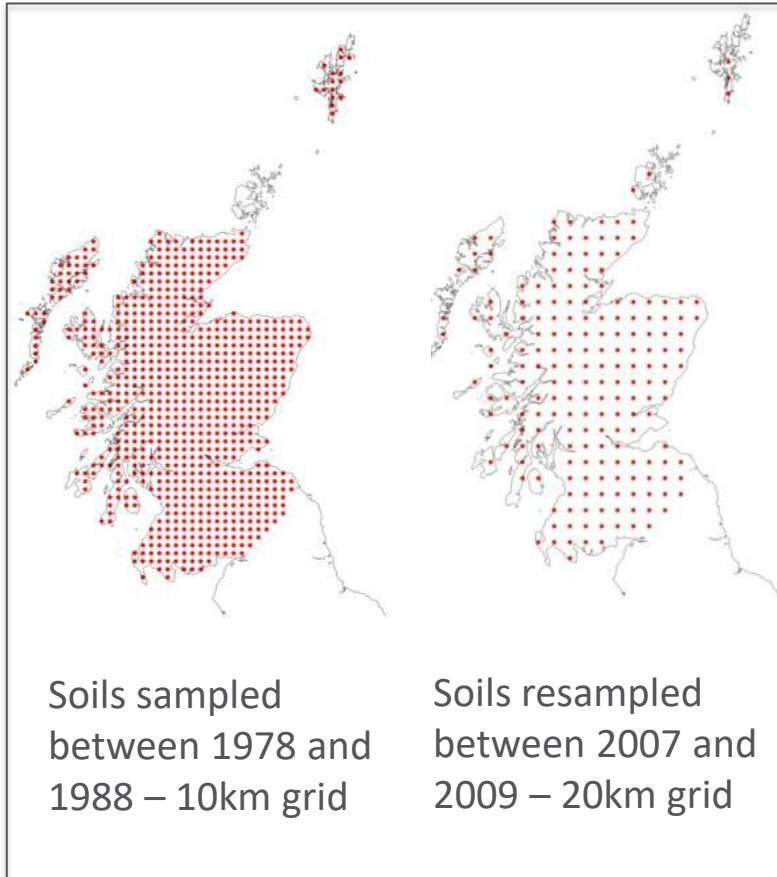 Soils sampled
between 1978 and
1988 – 10km grid
Soils resampled
between 2007 and
2009 – 20km grid